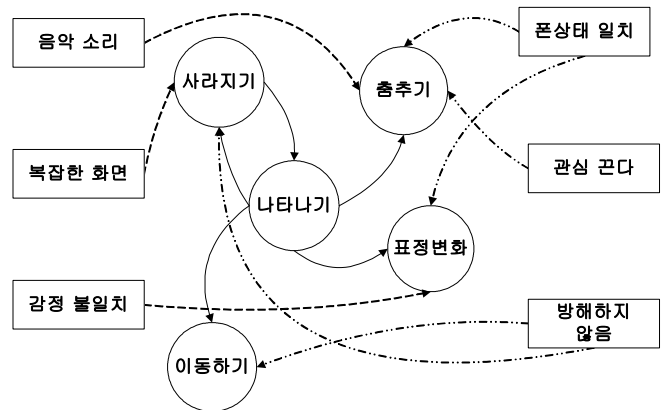 음악 소리
폰상태 일치
사라지기
춤추기
복잡한 화면
관심 끈다
나타나기
표정변화
감정 불일치
방해하지
않음
이동하기